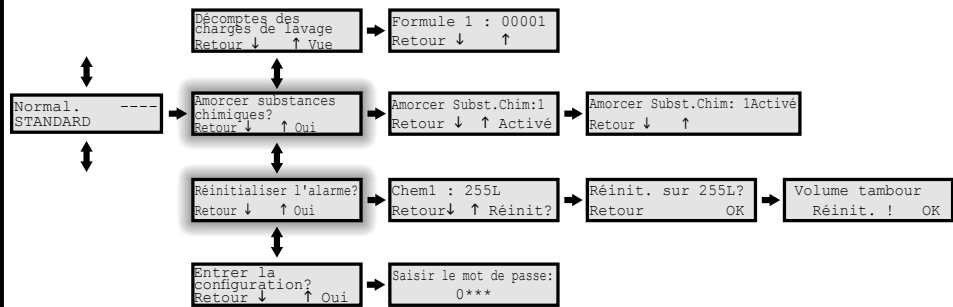 Décomptes des
charges de lavage
Retour ↓ ↑ Vue
Formule 1 : 00001
Retour ↓ ↑
Normal. ----
STANDARD
Amorcer substances
chimiques?
Retour ↓ ↑ Oui
Amorcer Subst.Chim:1
Retour ↓ ↑ Activé
Amorcer Subst.Chim: 1Activé
Retour ↓ ↑
Réinitialiser l'alarme?
Retour ↓ ↑ Oui
Chem1 : 255L
Retour↓ ↑ Réinit?
Réinit. sur 255L?
Retour OK
Volume tambour
Réinit. ! OK
Entrer la
configuration?
Retour ↓ ↑ Oui
Saisir le mot de passe:
0***